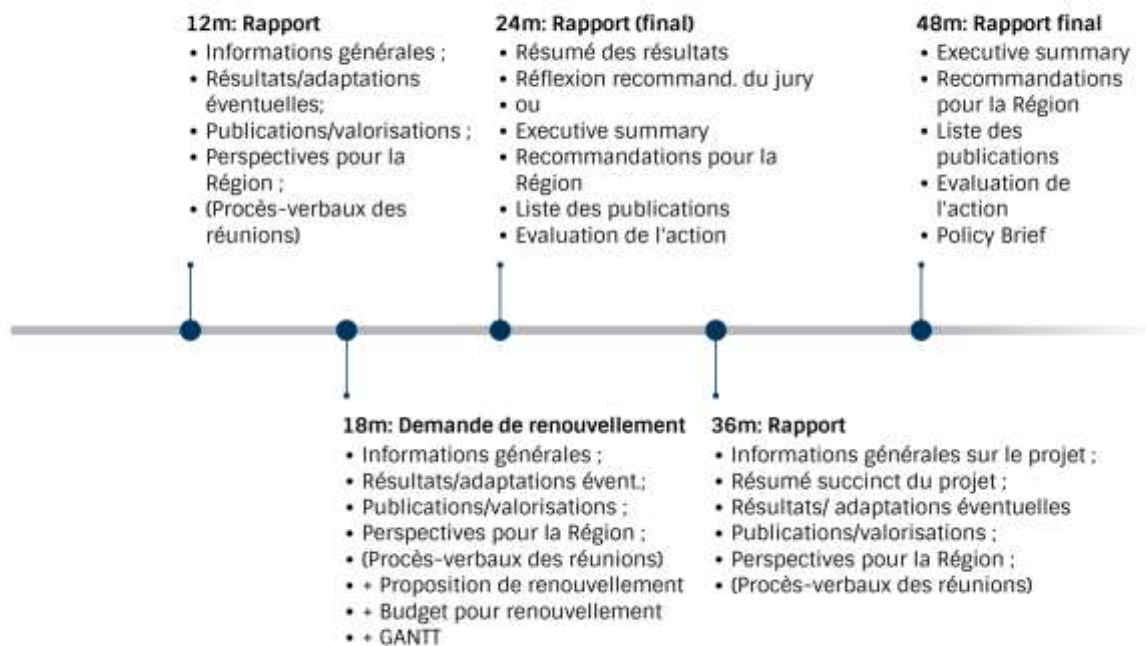 12m: Rapport
• Informations générales ;
• Résultats/adaptations
éventuelles;
• Publications/valorisations ;
• Perspectives pour la
Région ;
• (Procès-verbaux des
réunions)
24m: Rapport (final)
• Résumé des résultats
• Réflexion recommand. du jury
• ou
• Executive summary
• Recommandations pour la
Région
• Liste des publications
• Evaluation de l'action
48m: Rapport final
• Executive summary
• Recommandations
pour la Région
• Liste des
publications
• Evaluation de
l'action
• Policy Brief
18m: Demande de renouvellement
• Informations générales ;
• Résultats/adaptations évent.;
• Publications/valorisations ;
• Perspectives pour la Région ;
• (Procès-verbaux des réunions)
• + Proposition de renouvellement
• + Budget pour renouvellement
• + GANTT
36m: Rapport
• Informations générales sur le projet ;
• Résumé succinct du projet ;
• Résultats/ adaptations éventuelles
• Publications/valorisations ;
• Perspectives pour la Région ;
• (Procès-verbaux des réunions)